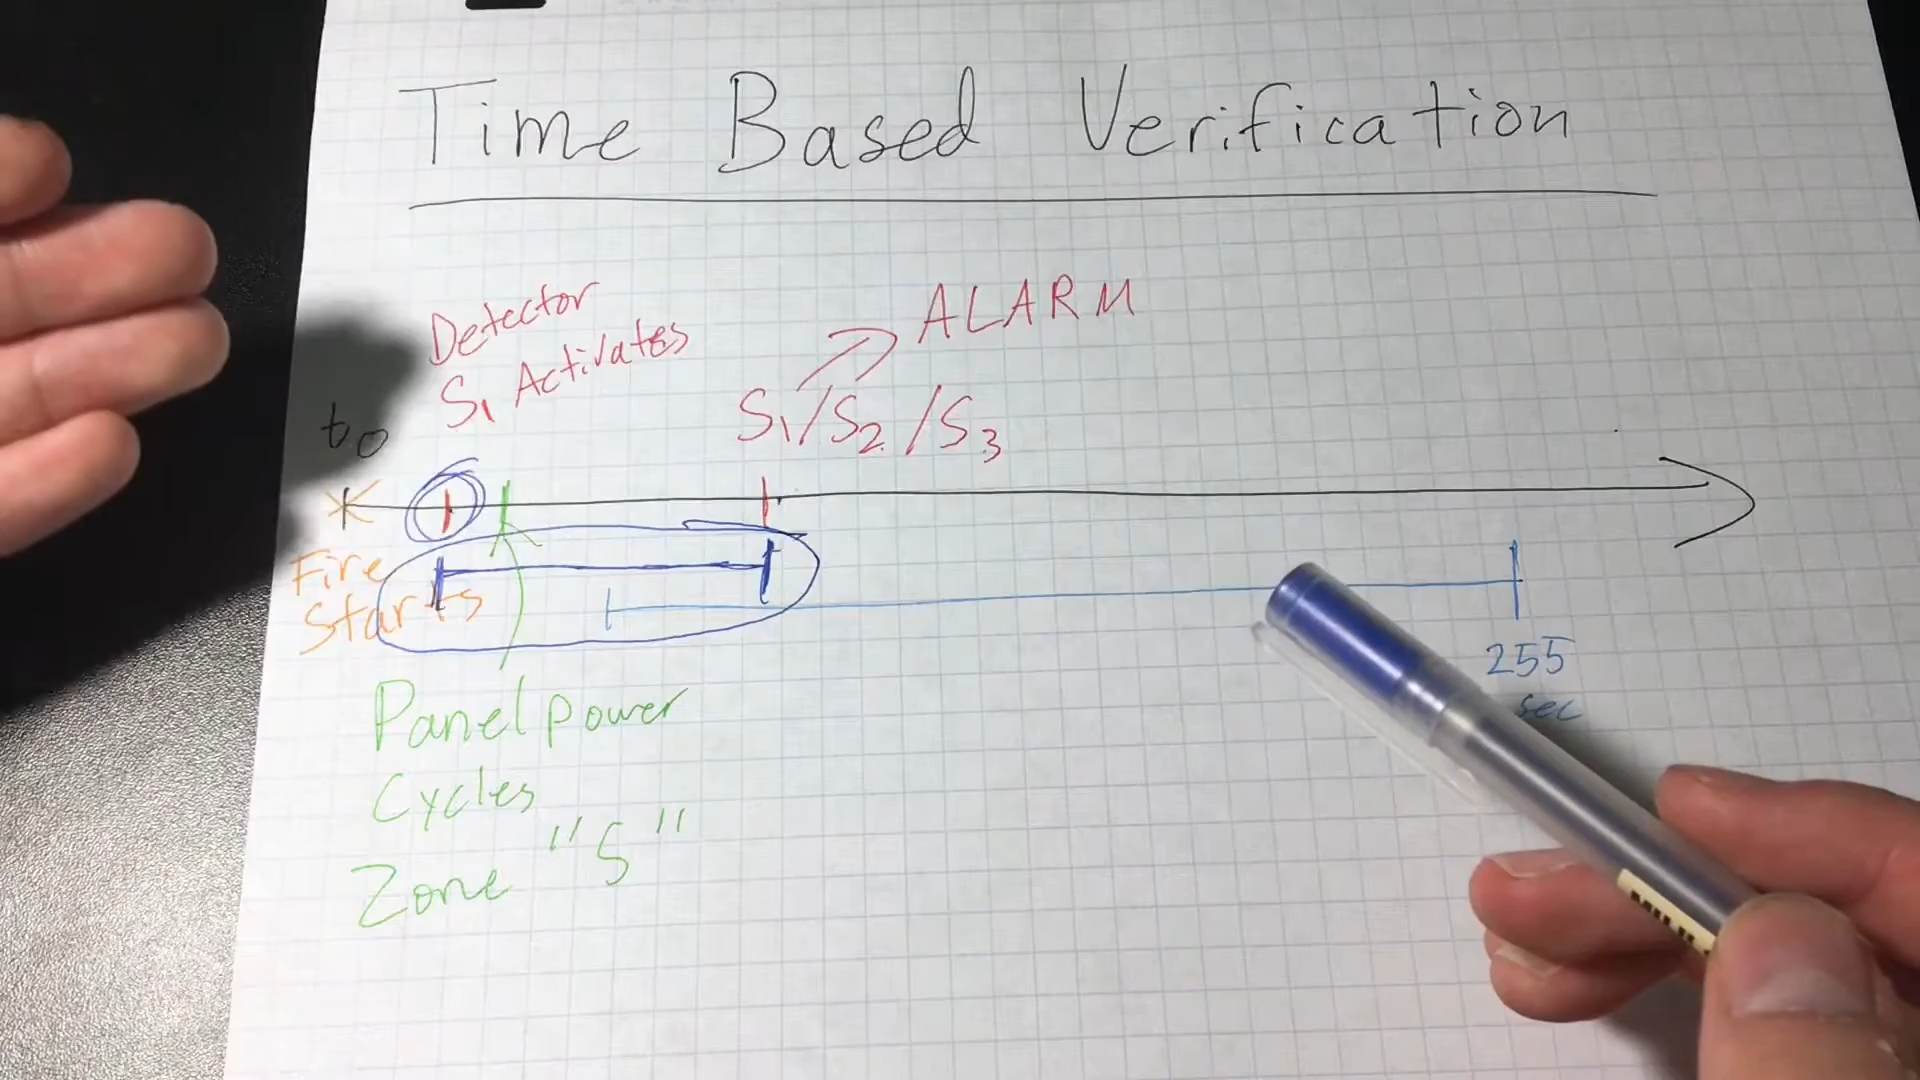 Time Based Verification
Detector
S1 Activates
ALARM
S1/S2/S3
t0
Fire
Starts
255
sec
Panel power
Cycles
Zone "S"